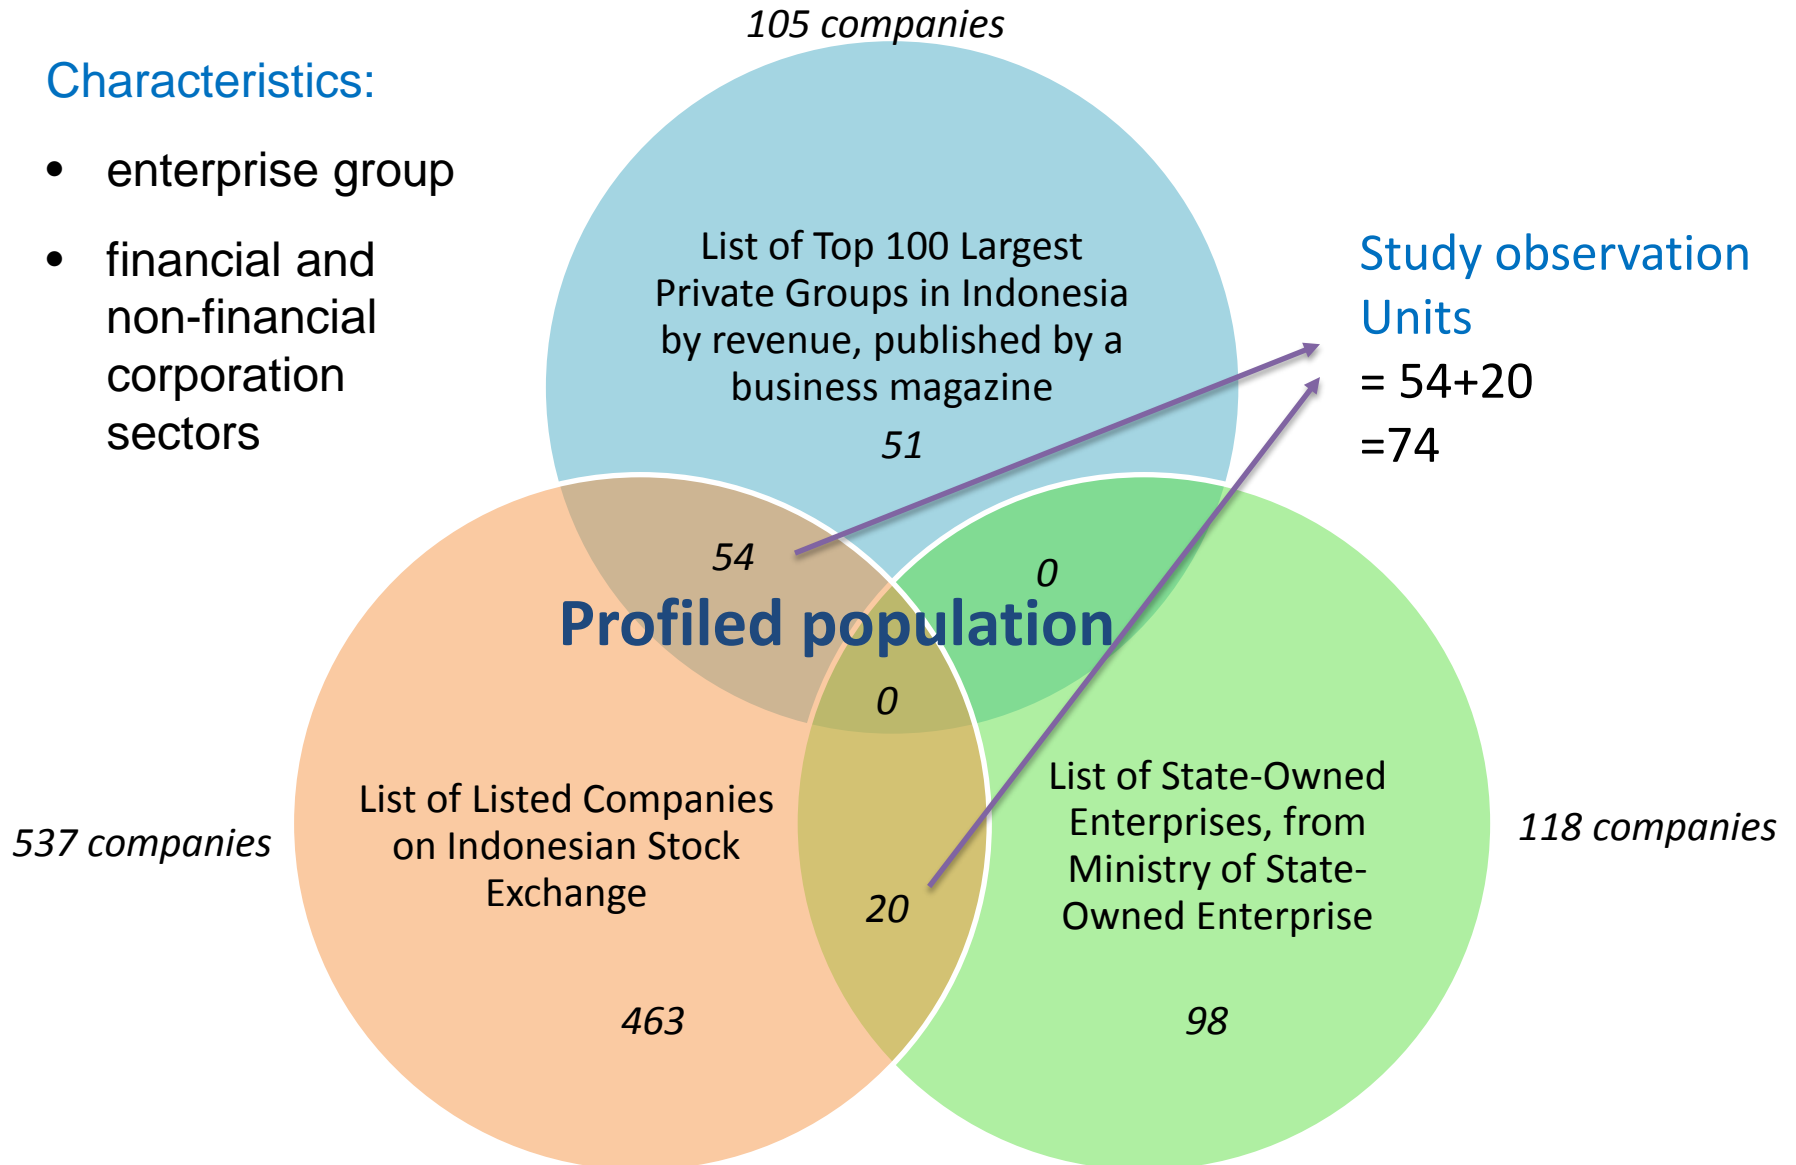 105 companies
Characteristics:
• enterprise group
• financial and
non-financial
corporation
sectors
List of Top 100 Largest
Private Groups in Indonesia
by revenue, published by a
business magazine
51
Study observation
Units
= 54+20
=74
54
0
Profiled population
0
List of Listed Companies
on Indonesian Stock
Exchange
537 companies
20
463
List of State-Owned
Enterprises, from
Ministry of State-
Owned Enterprise
118 companies
98